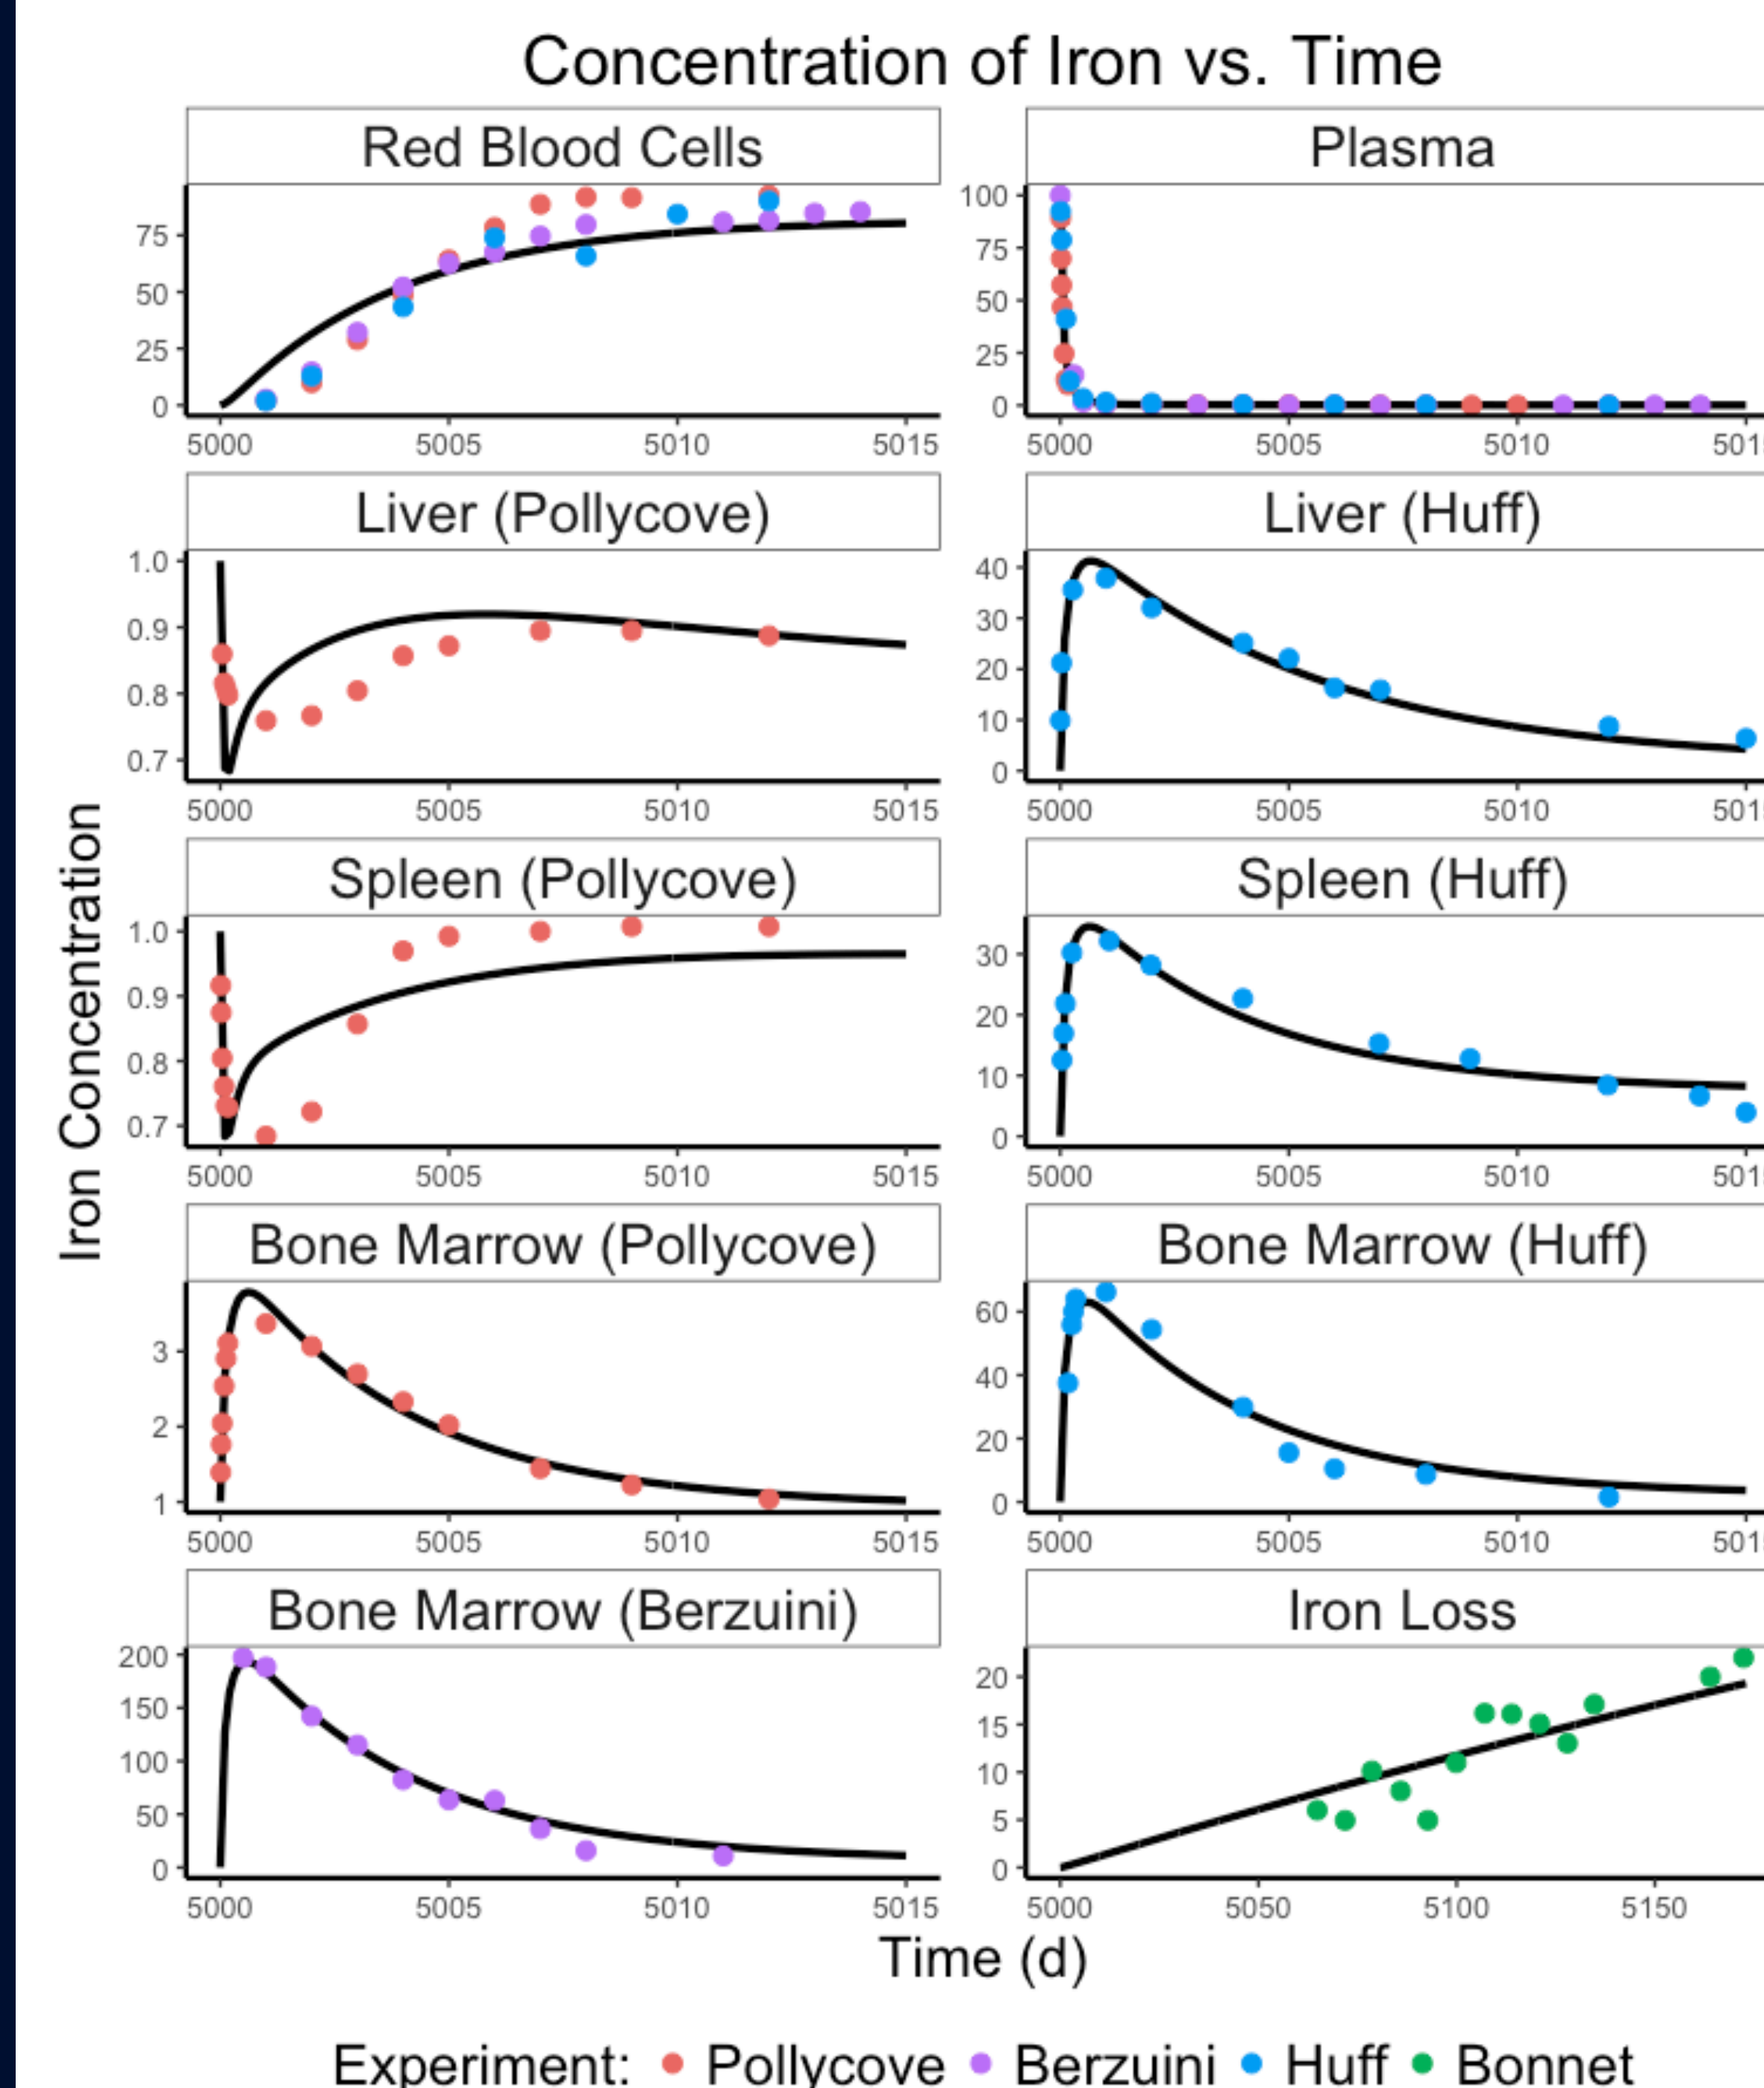 Concentration of Iron vs. Time
Red Blood Cells
Plasma
75
50
25
0
5000 5005 5010 5015
100
75
50
25
0
5000 5005 5010 501
Liver (Pollycove)
Liver (Huff)
1.0
0.9
0.8
0.7
5000 5005 5010 5015
40
30
20
10
0
5000 5005 5010 501
Iron Concentration
Spleen (Pollycove)
Spleen (Huff)
1.0
0.9
0.8
0.7
5000 5005 5010 5015
30
20
10
0
5000 5005 5010 501
Bone Marrow (Pollycove)
Bone Marrow (Huff)
3
2
1
5000 5005 5010 5015
60
40
20
0
5000 5005 5010 501
Bone Marrow (Berzuini)
Iron Loss
200
150
100
50
0
5000 5005 5010 5015
20
15
10
5
0
5000 5050 5100 5150
Time (d)
Experiment: Pollycove Berzuini Huff Bonnet